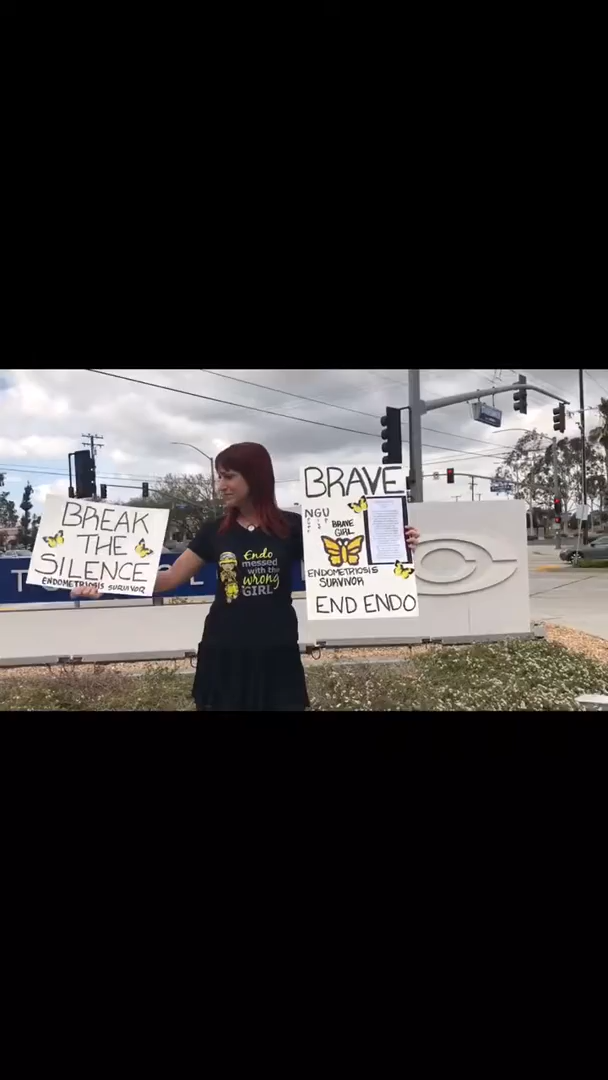 BREAK
THE
SILENCE
ENDOMETRIOSIS SURVIVOR
Endo
messed
with the
wrong
GIRL
BRAVE
NGU
BRAVE
GIRL
ENDOMETRIOSIS
SURVIVOR
END ENDO